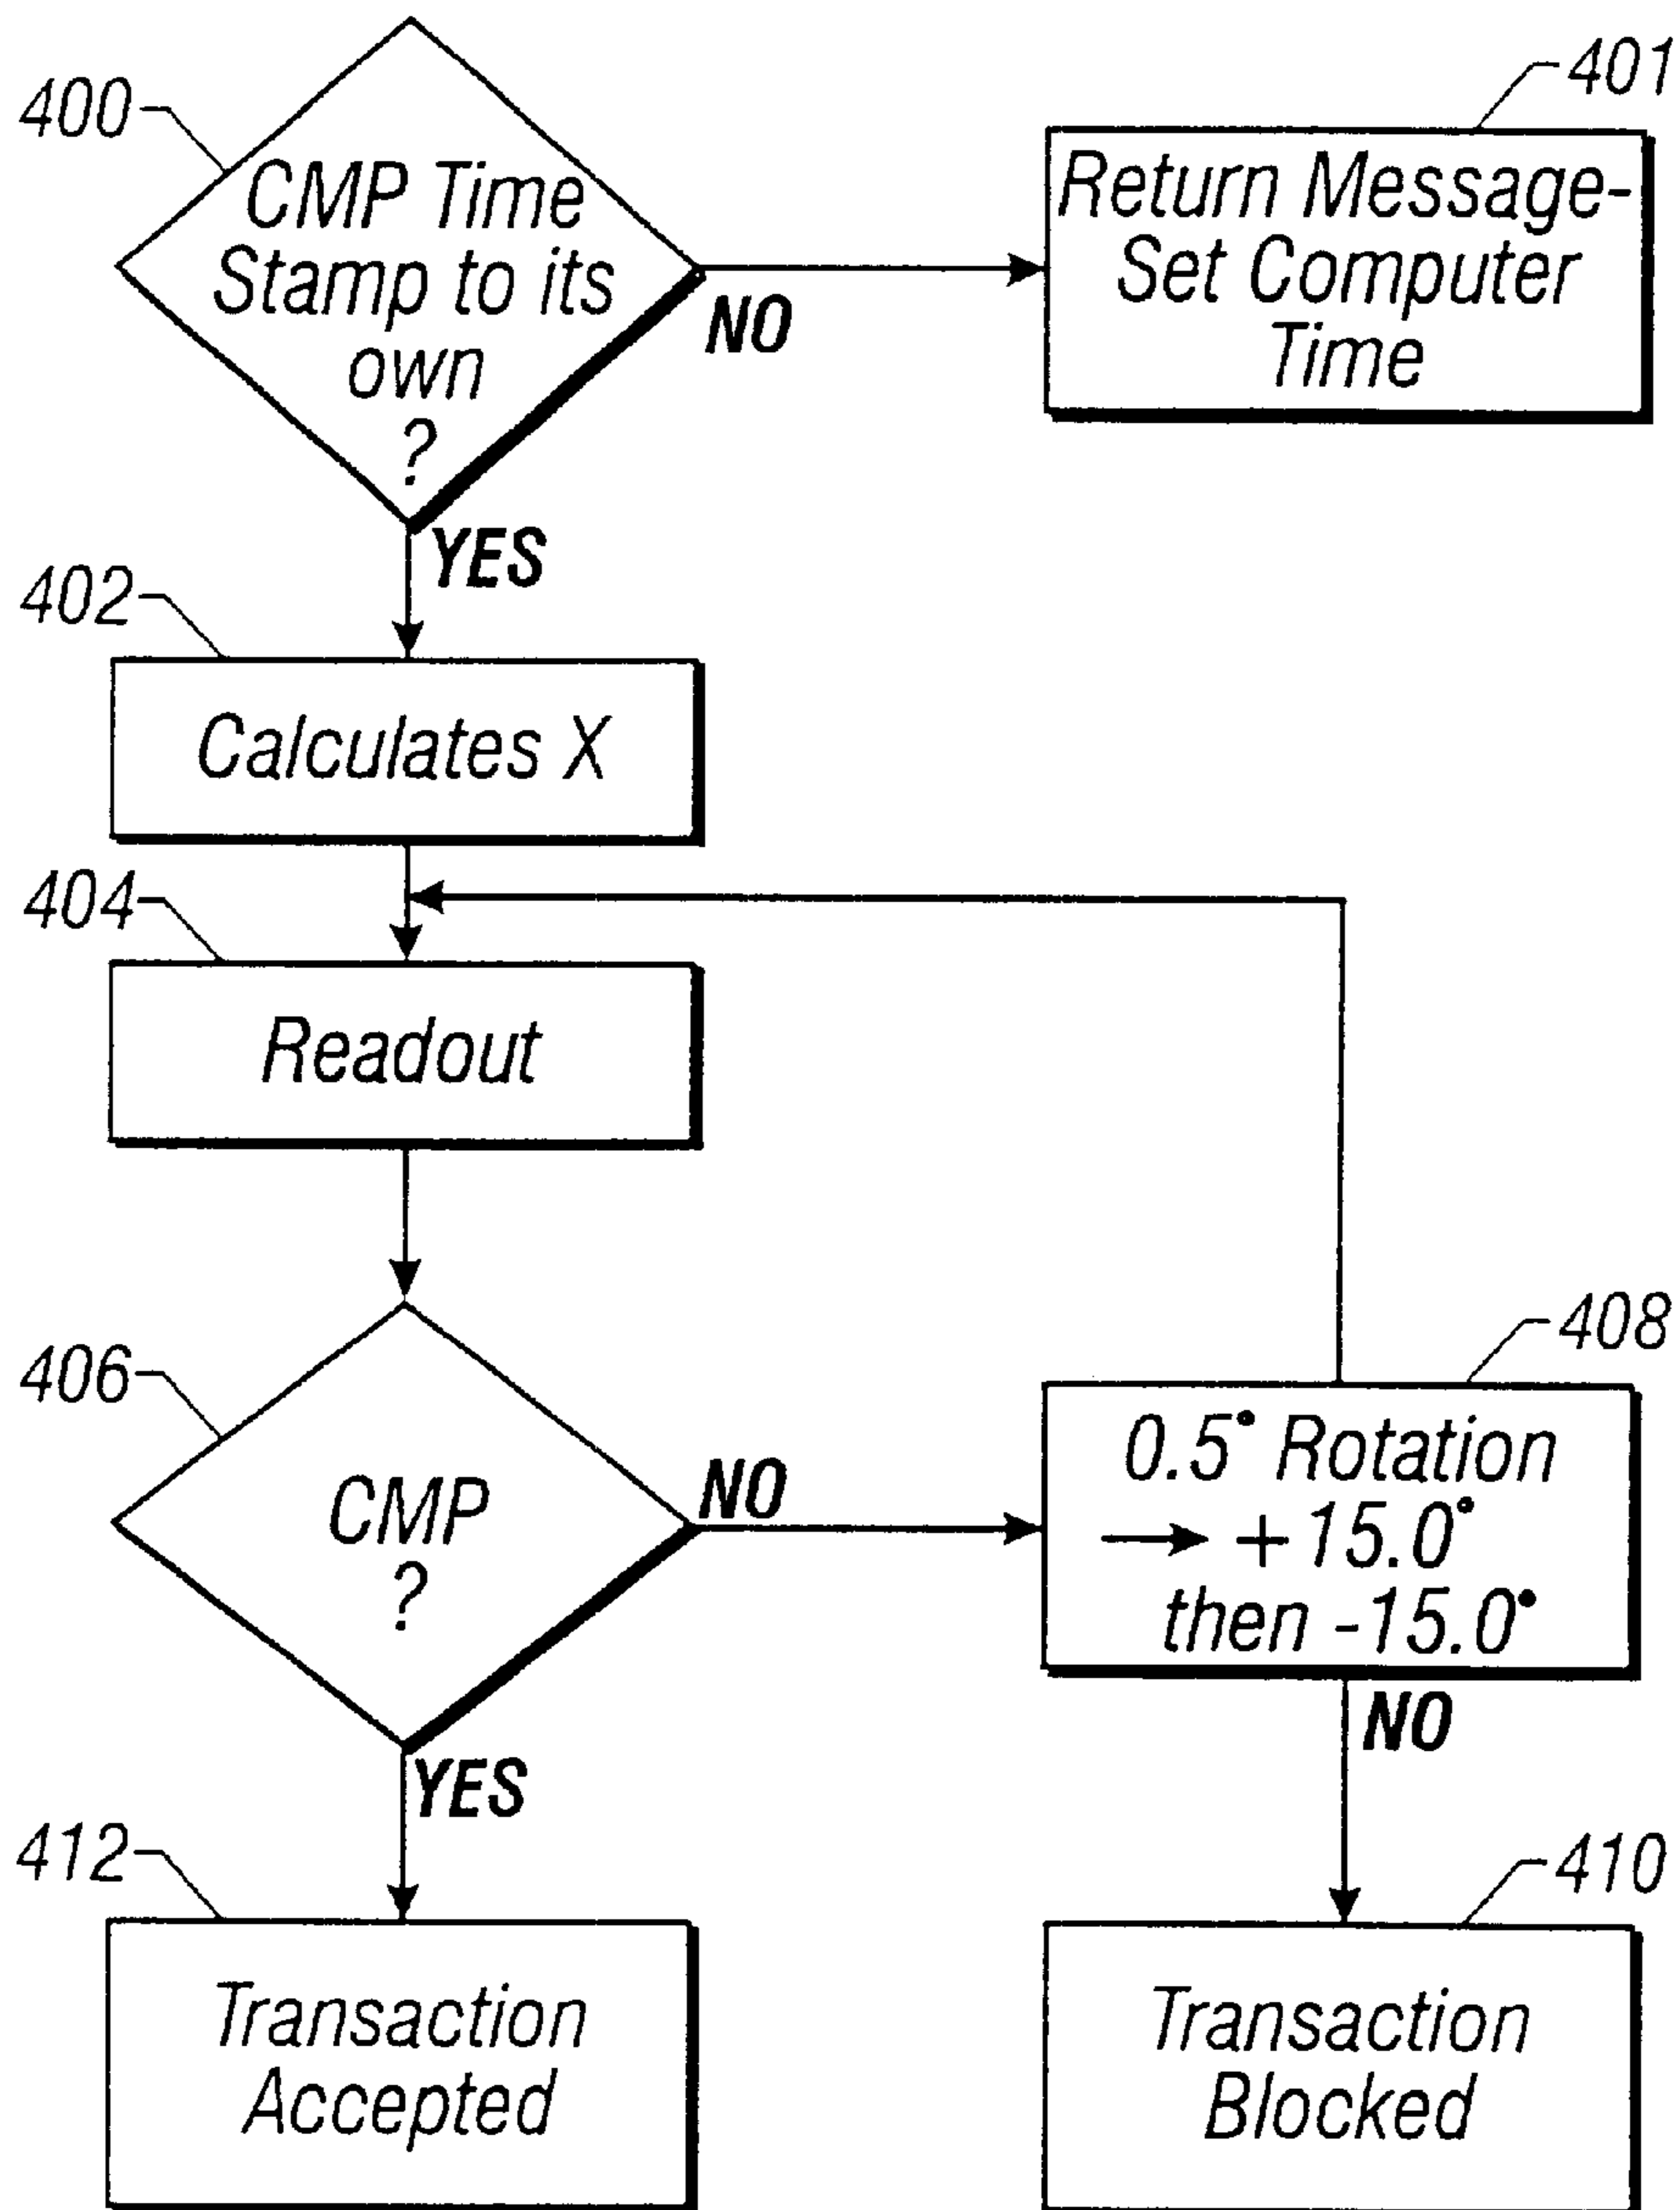 400
CMP Time
Stamp to its
own
?
NO
YES
401
Return Message-
Set Computer
Time
402
Calculates X
404
Readout
406
CMP
?
NO
YES
408
0.5° Rotation
→ +15.0°
then -15.0°
NO
412
Transaction
Accepted
410
Transaction
Blocked